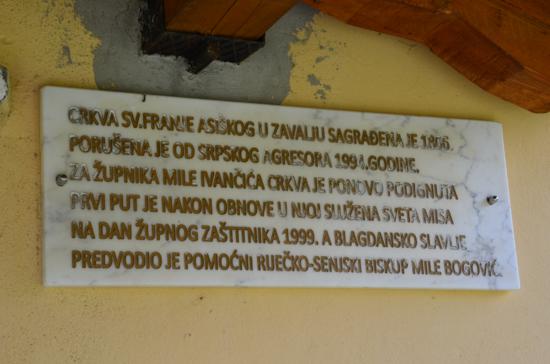 CRKVA SV.FRANJE ASIŠKOG U ZAVALJU SAGRAĐENA JE
PORUŠENA JE OD SRPSKOG AGRESORA 1994.GODINE.
ZA ŽUPNIKA MILE IVANČIĆA CRKVA JE PONOVO PODIGNUTA
PRVI PUT JE NAKON OBNOVE U NJOJ SLUŽENA SVETA MISA
NA DAN ŽUPNOG ZAŠTITNIKA 1999. A BLAGDANSKO SLAVLJE
PREDVODIO JE POMOĆNI RIJEČKO-SENJSKI BISKUP MILE BOGOVIĆ.